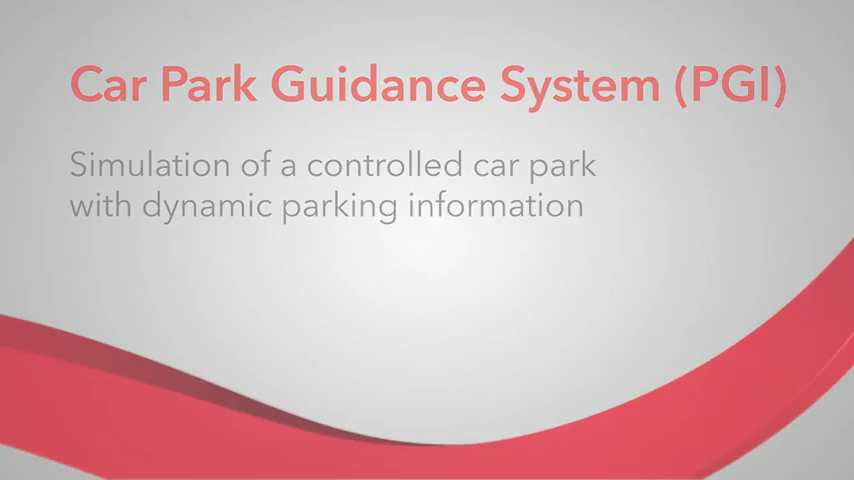 Car Park Guidance System (PGI)
Simulation of a controlled car park
with dynamic parking information